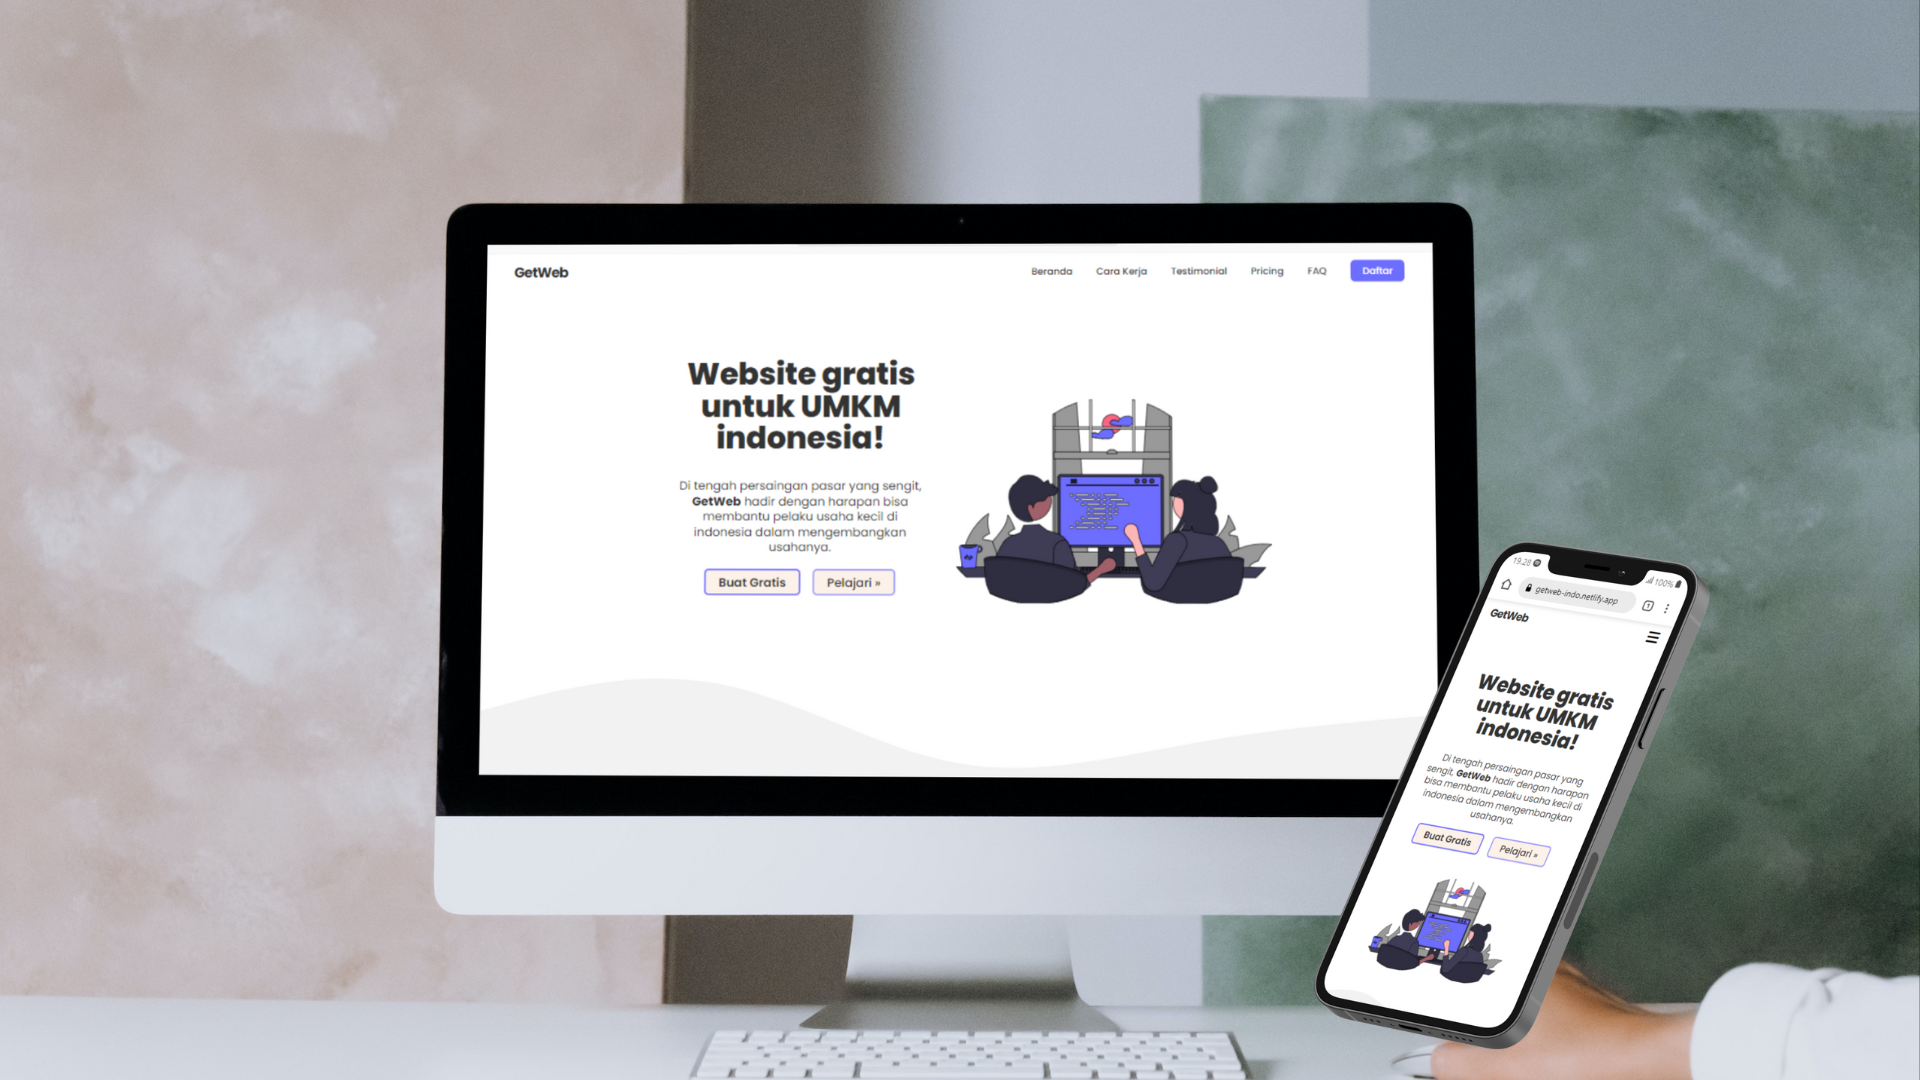 GetWeb
Beranda Cara Kerja Testimonial Pricing FAQ Daftar
Website gratis
untuk UMKM
indonesia!
Di tengah persaingan pasar yang sengit,
GetWeb hadir dengan harapan bisa
membantu pelaku usaha kecil di
indonesia dalam mengembangkan
usahanya.
Buat Gratis Pelajari »
19.28 100%
getweb-indo.netlify.app 1
GetWeb
Website gratis
untuk UMKM
indonesia!
Di tengah persaingan pasar yang
sengit, GetWeb hadir dengan harapan
bisa membantu pelaku usaha kecil di
indonesia dalam mengembangkan
usahanya.
Buat Gratis Pelajari »